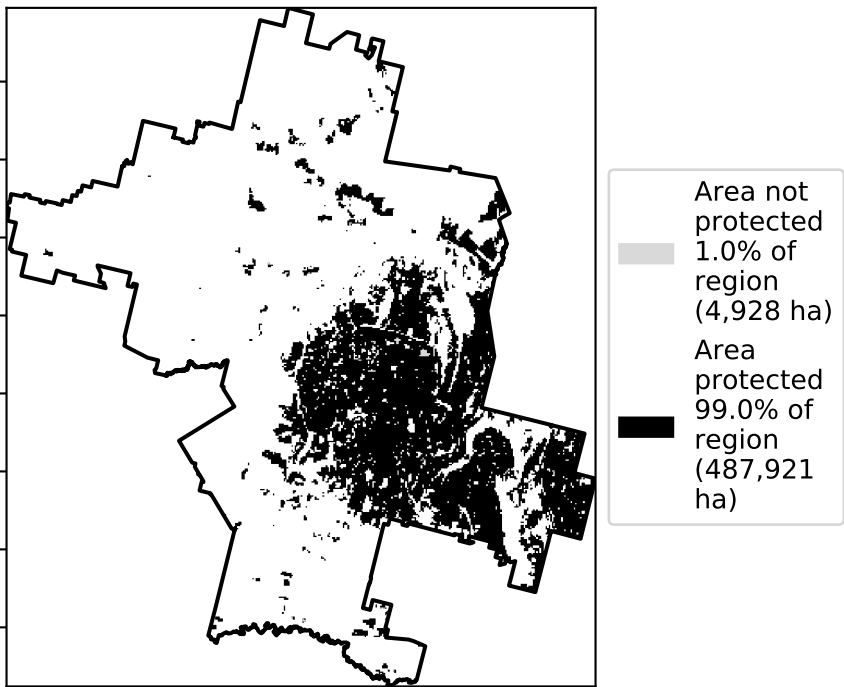 Area not
protected
1.0% of
region
(4,928 ha)
Area
protected
99.0% of
region
(487,921
ha)